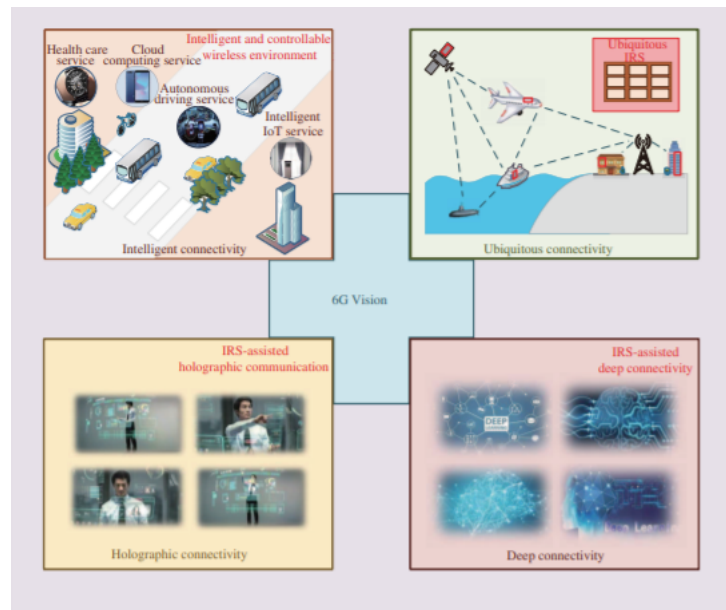 Health care
service
Cloud
computing service
Intelligent and controllable
wireless environment
Autonomous
driving service
Intelligent
IoT service
Intelligent connectivity
Ubiquitous
IRS
Ubiquitous connectivity
6G Vision
IRS-assisted
holographic communication
Holographic connectivity
IRS-assisted
deep connectivity
DEEP
Deep connectivity